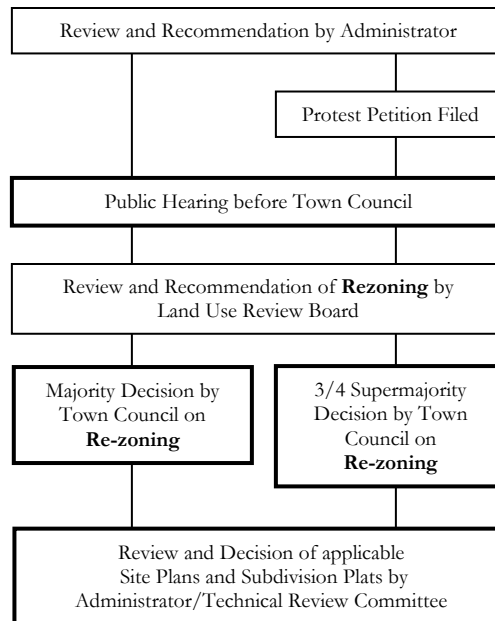 Review and Recommendation by Administrator
Protest Petition Filed
Public Hearing before Town Council
Review and Recommendation of Rezoning by
Land Use Review Board
Majority Decision by
Town Council on
Re-zoning
3/4 Supermajority
Decision by Town
Council on
Re-zoning
Review and Decision of applicable
Site Plans and Subdivision Plats by
Administrator/Technical Review Committee